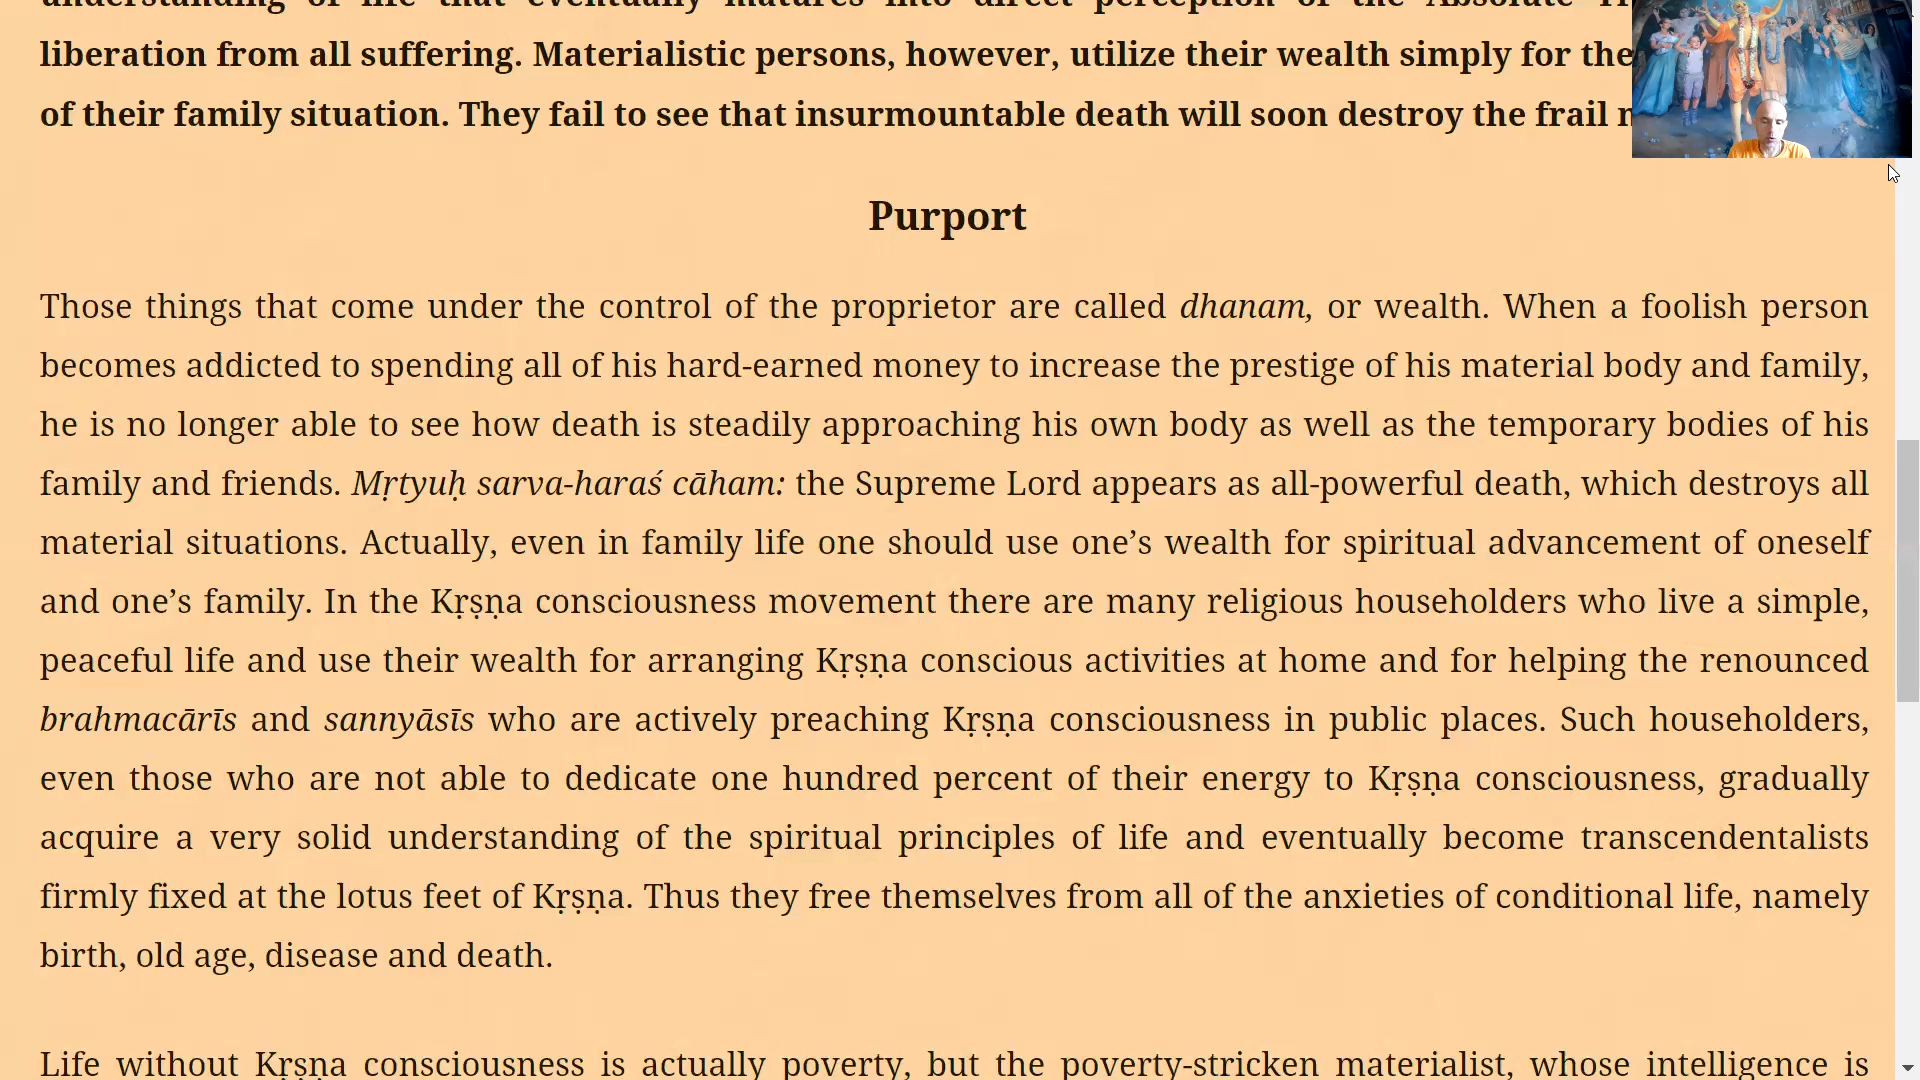 understanding of life that eventually matures into direct perception of the Absolute
liberation from all suffering. Materialistic persons, however, utilize their wealth simply for the
of their family situation. They fail to see that insurmountable death will soon destroy the frail
Purport
Those things that come under the control of the proprietor are called dhanam, or wealth. When a foolish person
becomes addicted to spending all of his hard-earned money to increase the prestige of his material body and family,
he is no longer able to see how death is steadily approaching his own body as well as the temporary bodies of his
family and friends. Mṛtyuḥ sarva-haraś cāham: the Supreme Lord appears as all-powerful death, which destroys all
material situations. Actually, even in family life one should use one’s wealth for spiritual advancement of oneself
and one’s family. In the Kṛṣṇa consciousness movement there are many religious householders who live a simple,
peaceful life and use their wealth for arranging Kṛṣṇa conscious activities at home and for helping the renounced
brahmacārīs and sannyāsīs who are actively preaching Kṛṣṇa consciousness in public places. Such householders,
even those who are not able to dedicate one hundred percent of their energy to Kṛṣṇa consciousness, gradually
acquire a very solid understanding of the spiritual principles of life and eventually become transcendentalists
firmly fixed at the lotus feet of Kṛṣṇa. Thus they free themselves from all of the anxieties of conditional life, namely
birth, old age, disease and death.
Life without Kṛṣṇa consciousness is actually poverty, but the poverty-stricken materialist, whose intelligence is